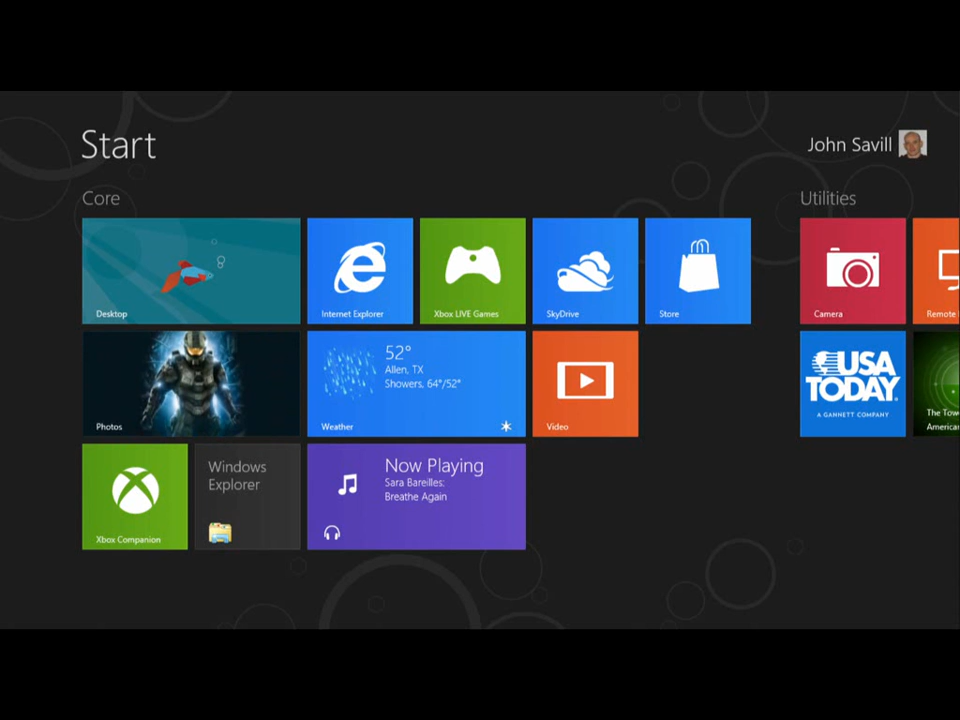 Start
John Savill
Core
Utilities
Desktop
Internet Explorer
Xbox LIVE Games
SkyDrive
Store
Camera
Remote
Photos
52°
Allen, TX
Showers, 64°/52°
Weather
Video
USA
TODAY
A GANNETT COMPANY
The Tow
America
Xbox Companion
Windows
Explorer
Now Playing
Sara Bareilles:
Breathe Again